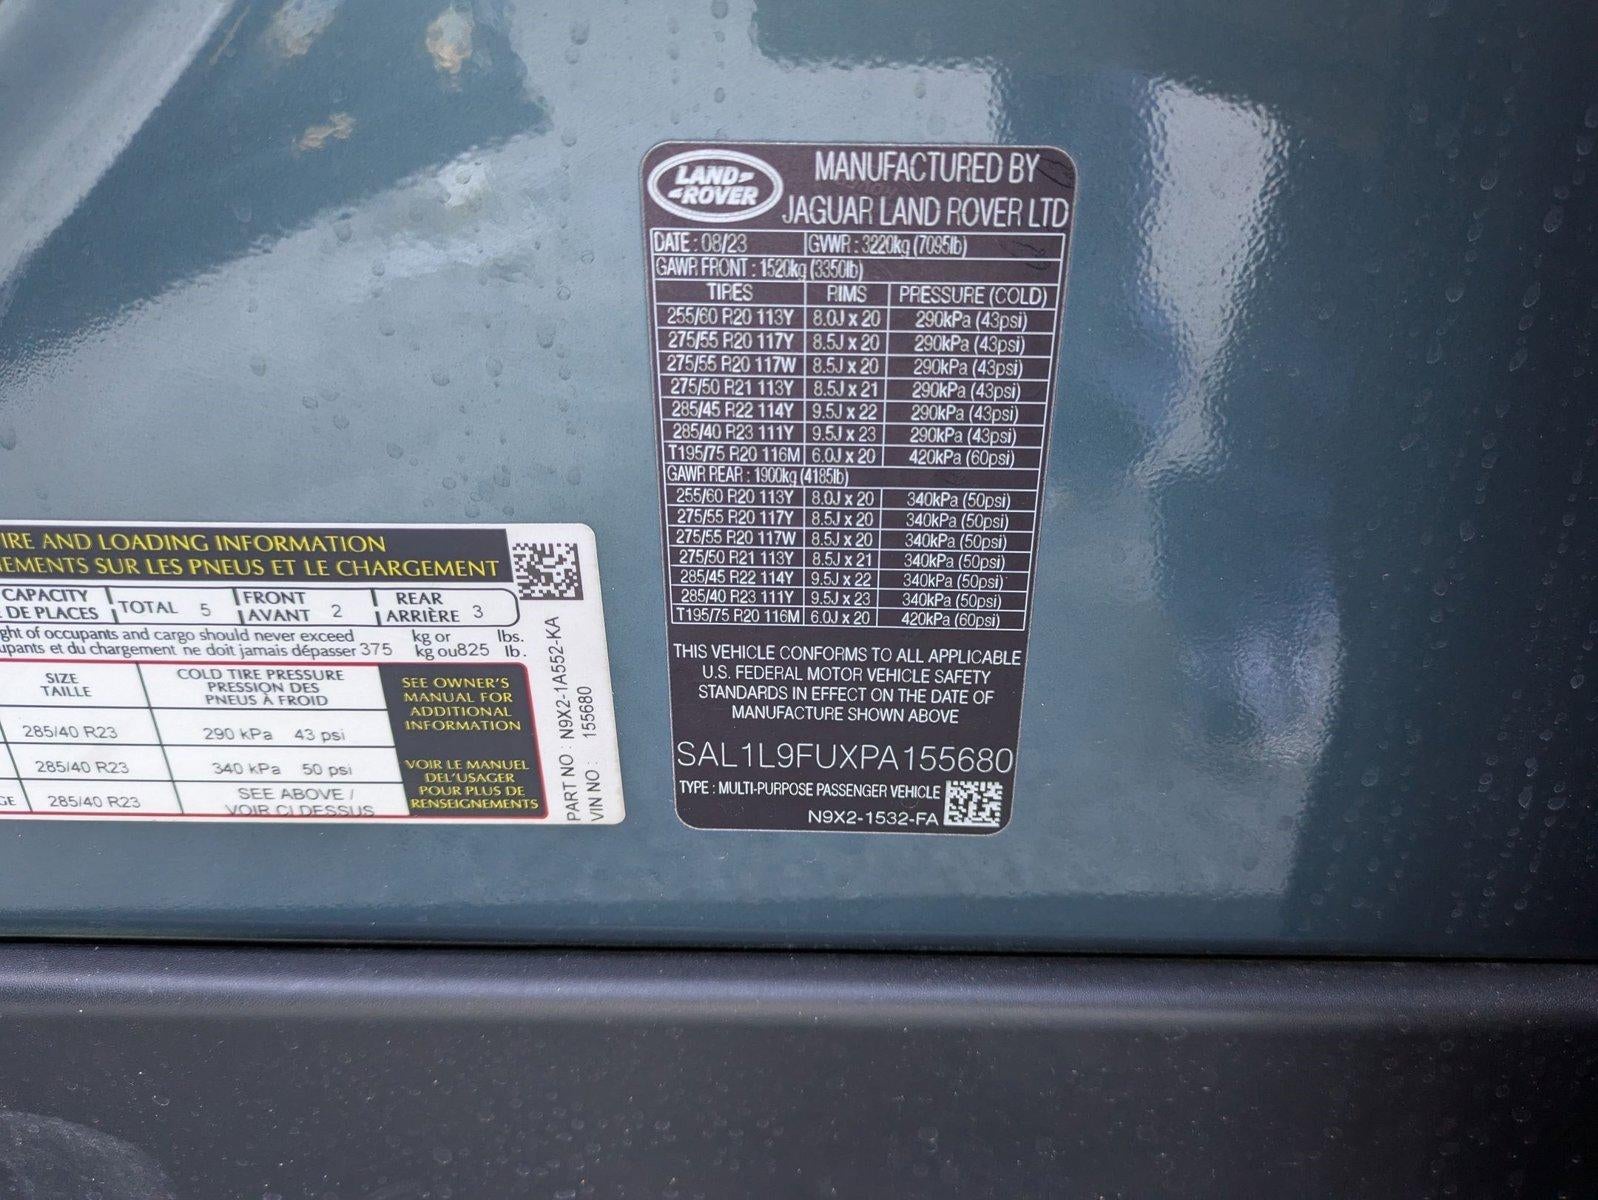 LAND-
-ROVER
MANUFACTURED BY
JAGUAR LAND ROVER LTD
DATE : 08/23 GVWR : 3220kg (7095lb)
GAWR FRONT : 1520kg (3350lb)
TIRES RIMS PRESSURE (COLD)
255/60 R20 113Y 8.0J x 20 290kPa (43psi)
275/55 R20 117Y 8.5J x 20 290kPa (43psi)
275/55 R20 117W 8.5J x 20 290kPa (43psi)
275/50 R21 113Y 8.5J x 21 290kPa (43psi)
285/45 R22 114Y 9.5J x 22 290kPa (43psi)
285/40 R23 111Y 9.5J x 23 290kPa (43psi)
T195/75 R20 116M 6.0J x 20 420kPa (60psi)
GAWR REAR : 1900kg (4185lb)
255/60 R20 113Y 8.0J x 20 340kPa (50psi)
275/55 R20 117Y 8.5J x 20 340kPa (50psi)
275/55 R20 117W 8.5J x 20 340kPa (50psi)
275/50 R21 113Y 8.5J x 21 340kPa (50psi)
285/45 R22 114Y 9.5J x 22 340kPa (50psi)
285/40 R23 111Y 9.5J x 23 340kPa (50psi)
T195/75 R20 116M 6.0J x 20 420kPa (60psi)
THIS VEHICLE CONFORMS TO ALL APPLICABLE
U.S. FEDERAL MOTOR VEHICLE SAFETY
STANDARDS IN EFFECT ON THE DATE OF
MANUFACTURE SHOWN ABOVE
SAL1L9FUXPA155680
TYPE : MULTI-PURPOSE PASSENGER VEHICLE
N9X2-1532-FA
IRE AND LOADING INFORMATION
EMENTS SUR LES PNEUS ET LE CHARGEMENT
CAPACITY TOTAL 5 FRONT 2 REAR 3
DE PLACES AVANT ARRIÈRE
ght of occupants and cargo should never exceed kg or lbs.
upants et du chargement ne doit jamais dépasser 375 kg ou 825 lb.
SIZE
TAILLE
COLD TIRE PRESSURE
PRESSION DES
PNEUS À FROID
285/40 R23 290 kPa 43 psi
285/40 R23 340 kPa 50 psi
GE 285/40 R23 SEE ABOVE /
VOIR CI DESSUS
SEE OWNER'S
MANUAL FOR
ADDITIONAL
INFORMATION
VOIR LE MANUEL
DEL'USAGER
POUR PLUS DE
RENSEIGNEMENTS
PART NO : N9X2-1A552-KA
VIN NO : 155680